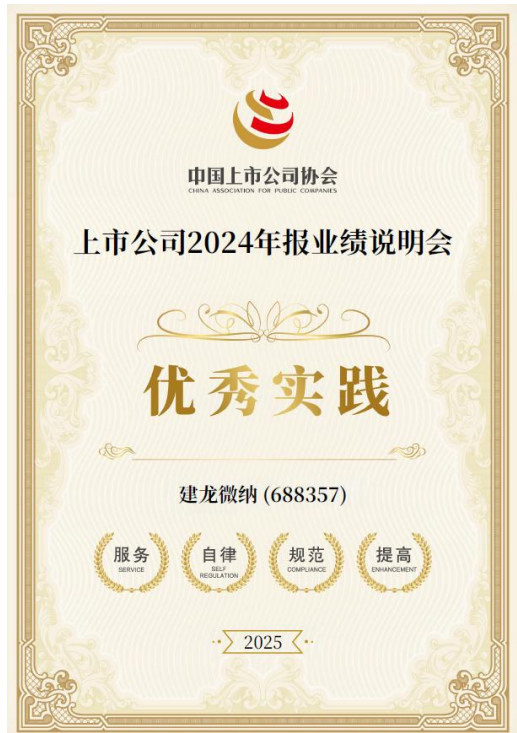 中国上市公司协会
CHINA ASSOCIATION FOR PUBLIC COMPANIES
上市公司2024年报业绩说明会
优秀实践
建龙微纳 (688357)
服务 自律 规范 提高
SERVICE SELF REGULATION COMPLIANCE ENHANCEMENT
2025